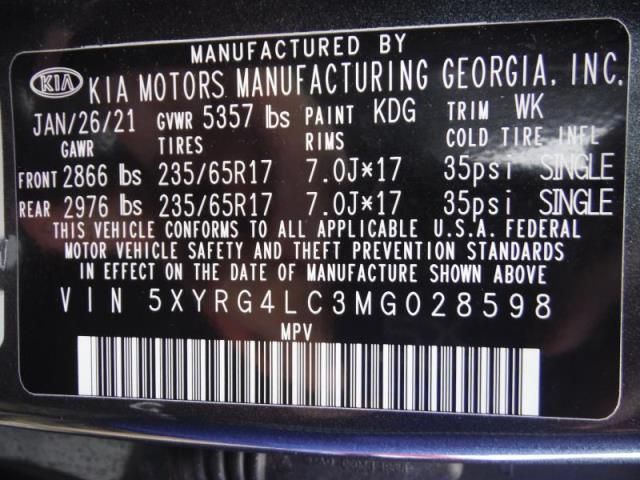 MANUFACTURED BY
KIA KIA MOTORS MANUFACTURING GEORGIA, INC.
JAN/26/21 GVWR 5357 lbs PAINT KDG TRIM WK
GAWR TIRES RIMS COLD TIRE INFL
FRONT 2866 lbs 235/65R17 7.0J*17 35psi SINGLE
REAR 2976 lbs 235/65R17 7.0J*17 35psi SINGLE
THIS VEHICLE CONFORMS TO ALL APPLICABLE U.S.A. FEDERAL
MOTOR VEHICLE SAFETY AND THEFT PREVENTION STANDARDS
IN EFFECT ON THE DATE OF MANUFACTURE SHOWN ABOVE.
VIN 5XYRG4LC3MG028598
MPV